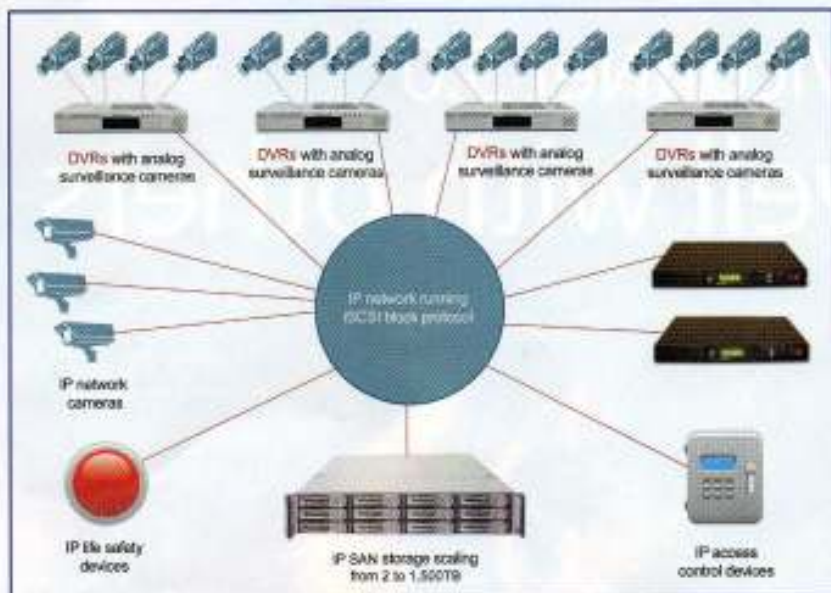 DVRs with analog
surveillance cameras
DVRs with analog
surveillance cameras
DVRs with analog
surveillance cameras
DVRs with analog
surveillance cameras
IP network running
iSCSI block protocol
IP network
cameras
IP life safety
devices
IP SAN storage scaling
from 2 to 1,500TB
IP access
control devices